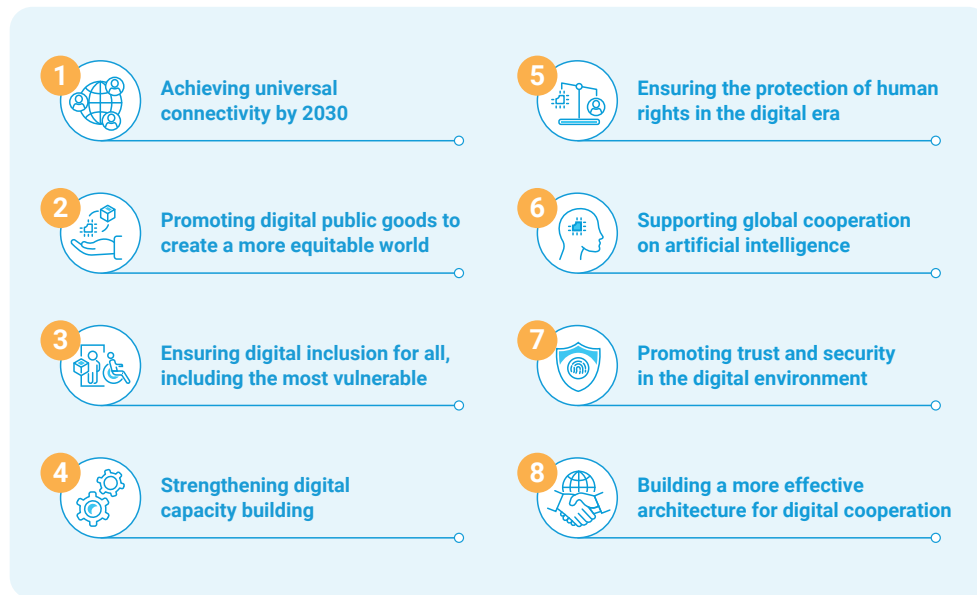 1
Achieving universal
connectivity by 2030
2
Promoting digital public goods to
create a more equitable world
3
Ensuring digital inclusion for all,
including the most vulnerable
4
Strengthening digital
capacity building
5
Ensuring the protection of human
rights in the digital era
6
Supporting global cooperation
on artificial intelligence
7
Promoting trust and security
in the digital environment
8
Building a more effective
architecture for digital cooperation